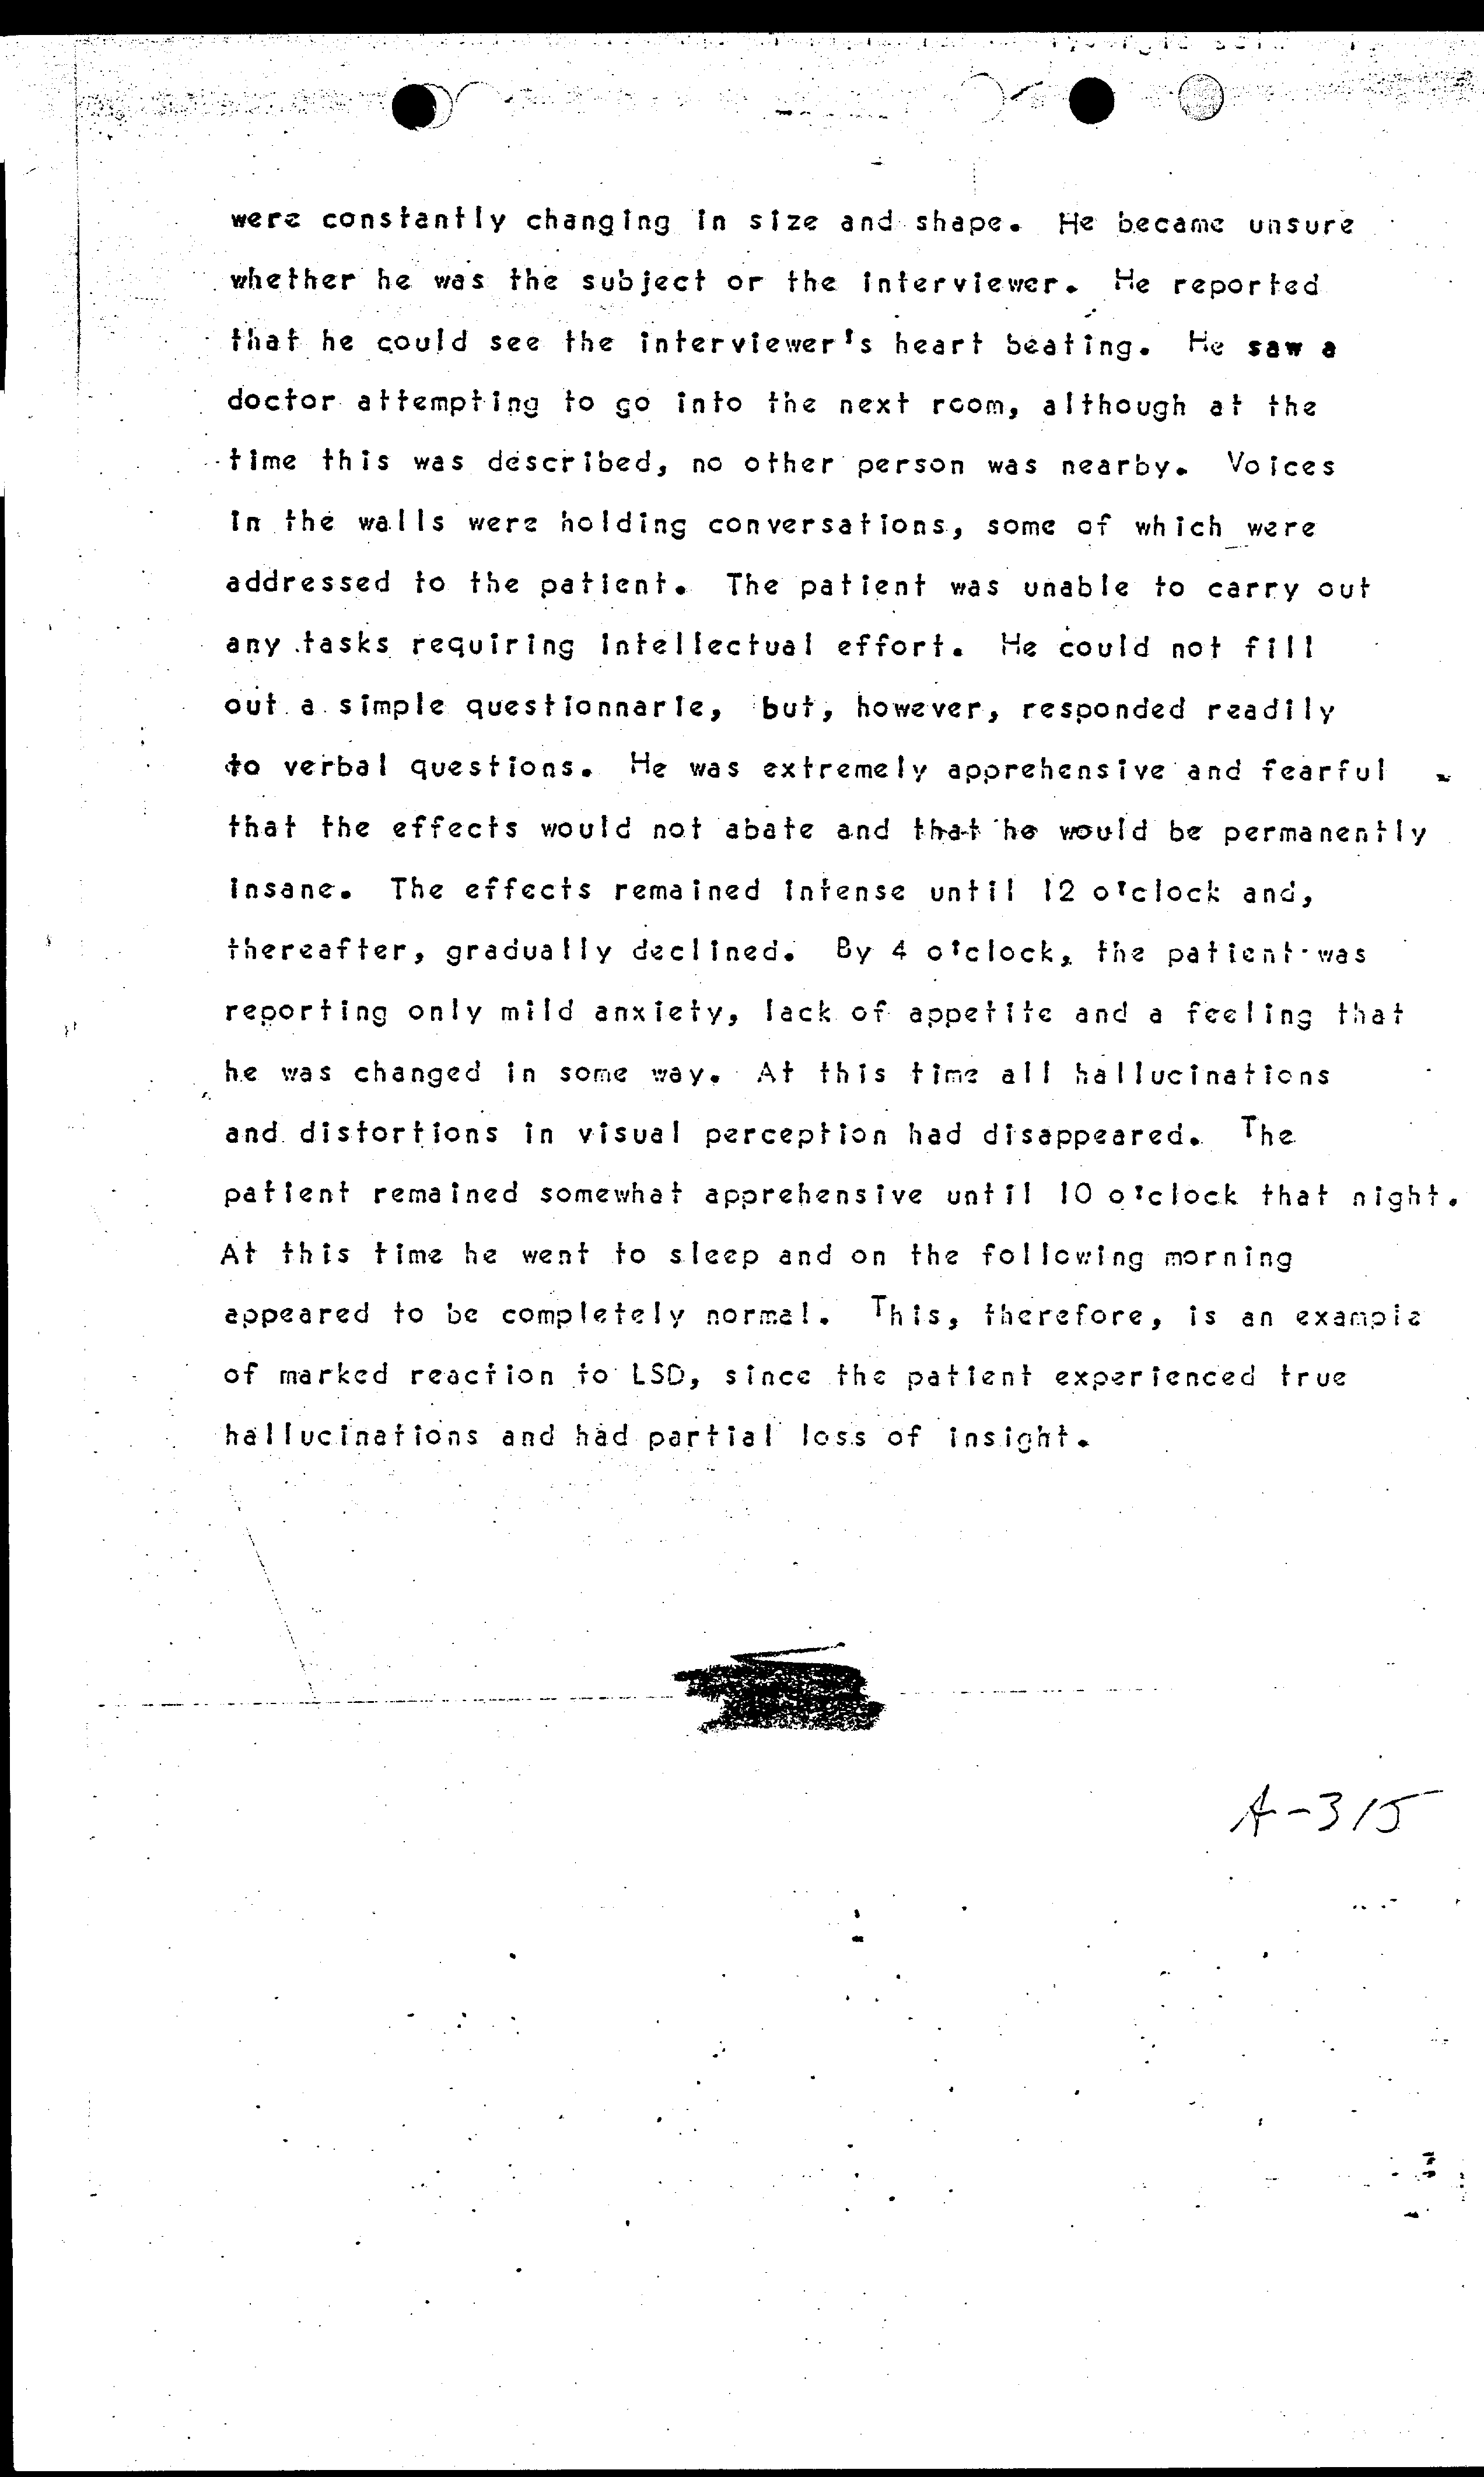 were constantly changing in size and shape. He became unsure
whether he was the subject or the interviewer. He reported
that he could see the interviewer's heart beating. He saw a
doctor attempting to go into the next room, although at the
time this was described, no other person was nearby. Voices
in the walls were holding conversations, some of which were
addressed to the patient. The patient was unable to carry out
any tasks requiring intellectual effort. He could not fill
out a simple questionnarie, but, however, responded readily
to verbal questions. He was extremely apprehensive and fearful
that the effects would not abate and that he would be permanently
insane. The effects remained intense until 12 o'clock and,
thereafter, gradually declined. By 4 o'clock, the patient was
reporting only mild anxiety, lack of appetite and a feeling that
he was changed in some way. At this time all hallucinations
and distortions in visual perception had disappeared. The
patient remained somewhat apprehensive until 10 o'clock that night.
At this time he went to sleep and on the following morning
appeared to be completely normal. This, therefore, is an example
of marked reaction to LSD, since the patient experienced true
hallucinations and had partial loss of insight.
A-315